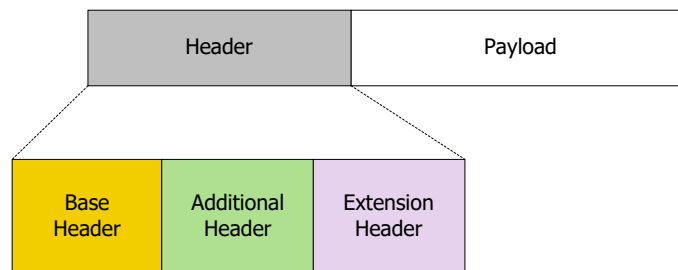 Header
Payload
Base
Header
Additional
Header
Extension
Header